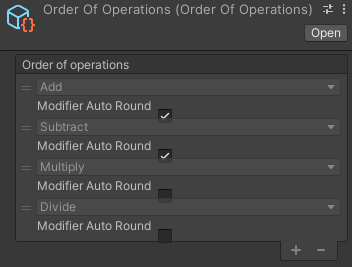 Order Of Operations (Order Of Operations)
Open
Order of operations
Add
Modifier Auto Round
Subtract
Modifier Auto Round
Multiply
Modifier Auto Round
Divide
Modifier Auto Round